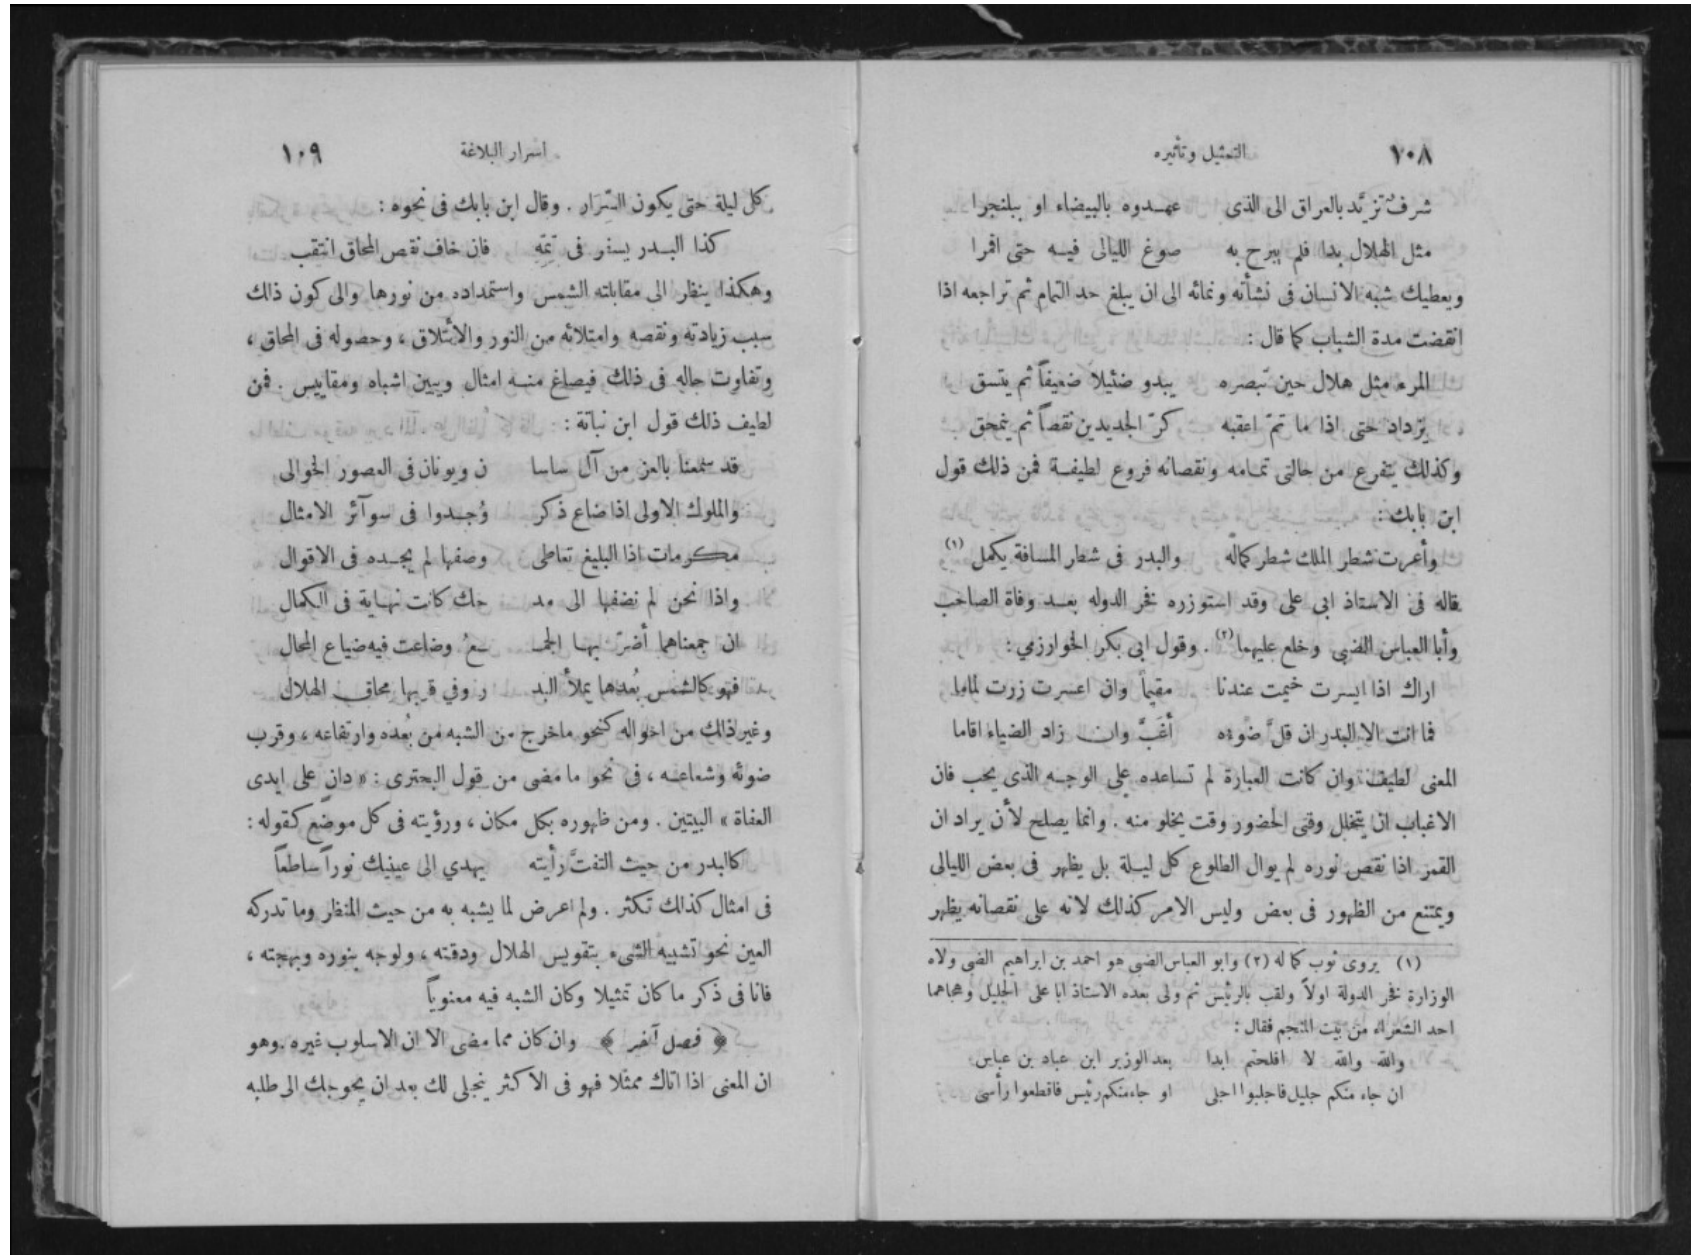 ١٠٨ التمثيل وتأثيره
شرف تزيّد بالعراق الى الذى عهدوه بالبيضاء او ببلنجرا
مثل الهلال بدا فلم يبرح به صوغ الليالى فيه حتى اقمرا
ويعطيك شبه الانسان فى نشأته ونمائه الى ان يبلغ حد التمام ثم تراجعه اذا
انقضت مدة الشباب كما قال :
المرء مثل هلال حين تبصره يبدو ضئيلا ضعيفاً ثم يتسق
يزداد حتى اذا ما تمّ اعقبه كرّ الجديدين نقصاً ثم ينمحق
وكذلك يتفرع من حالتى تمامه ونقصانه فروع لطيفة فمن ذلك قول
ابن بابك :
وأعرت شطر الملك شطر كماله والبدر فى شطر المسافة يكمل (١)
قاله فى الاستاذ ابى على وقد استوزره فخر الدوله بعد وفاة الصاحب
وأبا العباس الضبى وخلع عليهما (٢) . وقول ابى بكر الخوارزمي :
اراك اذا ايسرت خيمت عندنا مقيماً وان اعسرت زرت لماما
فما انت الا البدر ان قلَّ ضوءه أغَبَّ وان زاد الضياء اقاما
المعنى لطيف وان كانت العبارة لم تساعده على الوجه الذى يجب فان
الاغباب ان يتخلل وقتى الحضور وقت يخلو منه . وانما يصلح لأن يراد ان
القمر اذا نقص نوره لم يوال الطلوع كل ليلة بل يظهر فى بعض الليالى
ويمتنع من الظهور فى بعض وليس الامر كذلك لانه على نقصانه يظهر
(١) يروى ثوب كماله (٢) وابو العباس الضبى هو احمد بن ابراهيم الضبى ولاه
الوزارة فخر الدولة اولاً ولقب بالرئيس ثم ولى بعده الاستاذ ابا على الجليل وهجاهما
احد الشعراء من بيت المنجم فقال :
والله والله لا افلحتم ابدا بعد الوزير ابن عباد بن عباس
ان جاء منكم جليل فاجلبوا اجلى او جاء منكم رئيس فاقطعوا رأسى
اسرار البلاغة ١٠٩
كل ليلة حتى يكون السّرَار . وقال ابن بابك فى نحوه :
كذا البدر يسفر فى تِمّه فان خاف نقص المحاق انتقب
وهكذا ينظر الى مقابلته الشمس واستمداده من نورها والى كون ذلك
سبب زيادته ونقصه وامتلائه من النور والائتلاق ، وحصوله فى المحاق ،
وتفاوت حاله فى ذلك فيصاغ منه امثال ويبين اشباه ومقاييس . فمن
لطيف ذلك قول ابن نباتة :
قد سمعنا بالعز من آل ساسا ن ويونان فى العصور الخوالى
والملوك الاولى اذا ضاع ذكر وُجدوا فى سوآئر الامثال
مكرمات اذا البليغ تعاطى وصفها لم يجده فى الاقوال
واذا نحن لم نضفها الى مد حك كانت نهاية فى الكمال
ان جمعناهما أضرّ بها الجمـ ـعُ وضاعت فيه ضياع المحال
فهو كالشمس بُعدها يملأ البد ر وفي قربها محاق الهلال
وغير ذلك من احواله كنحو ماخرج من الشبه من بُعده وارتفاعه ، وقرب
ضوئه وشعاعه ، فى نحو ما مضى من قول البحترى : « دانٍ على ايدى
العفاة » البيتين . ومن ظهوره بكل مكان ، ورؤيته فى كل موضع كقوله :
كالبدر من حيث التفتَّ رأيته يهدي الى عينيك نوراً ساطعاً
فى امثال كذلك تكثر . ولم اعرض لما يشبه به من حيث المنظر وما تدركه
العين نحو تشبيه الشىء بتقويس الهلال ودقته ، ولوجه بنوره وبهجته ،
فانا فى ذكر ما كان تمثيلا وكان الشبه فيه معنوياً
﴿ فصل آخر ﴾ وان كان مما مضى الا ان الاسلوب غيره . وهو
ان المعنى اذا اتاك ممثلا فهو فى الاكثر ينجلى لك بعد ان يحوجك الى طلبه